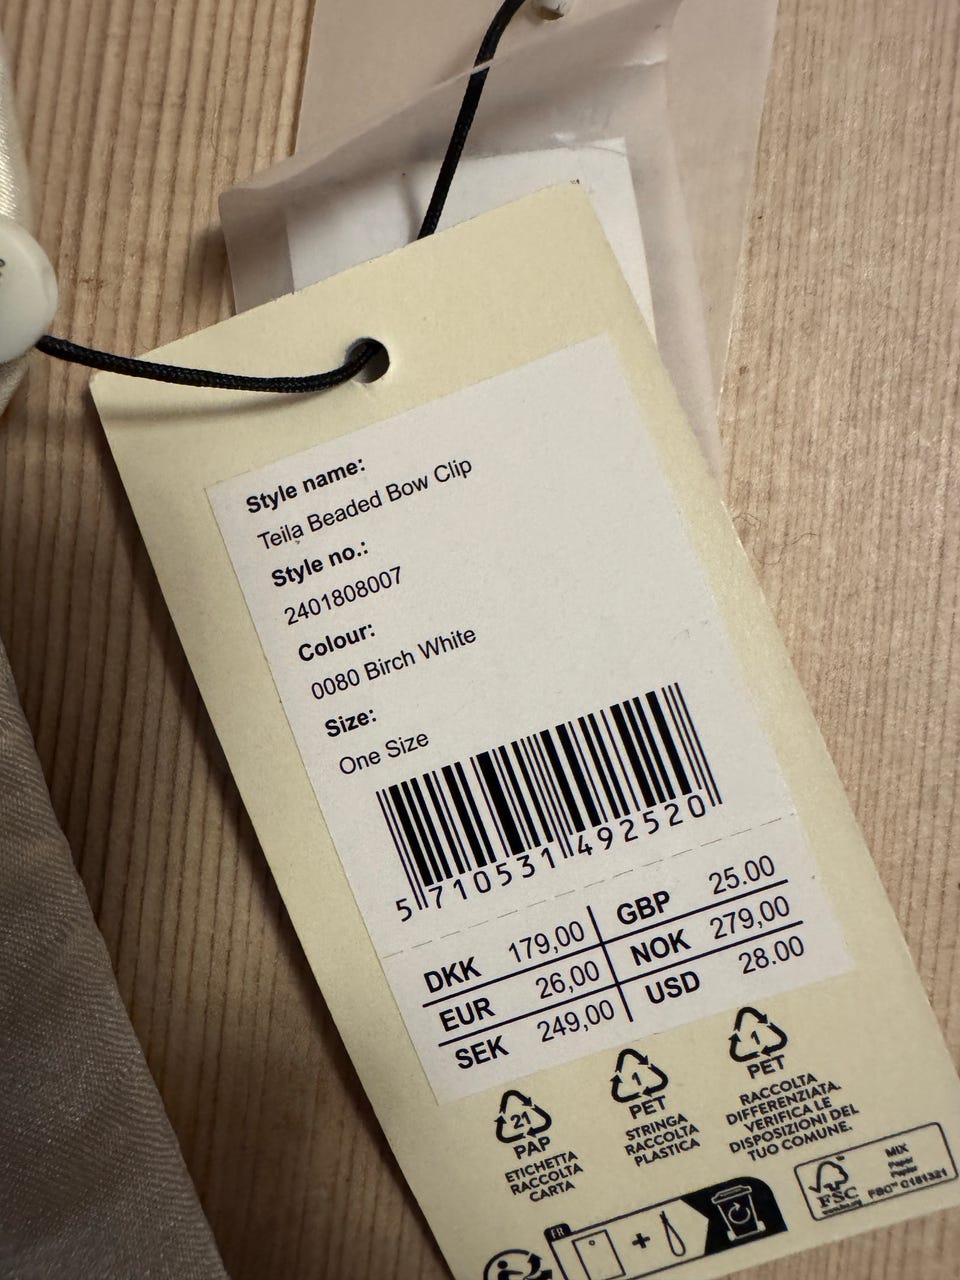 Style name:
Teila Beaded Bow Clip
Style no.:
2401808007
Colour:
0080 Birch White
Size:
One Size
5 710531 492520
DKK 179,00 GBP 25.00
EUR 26,00 NOK 279,00
SEK 249,00 USD 28.00
21
PAP
ETICHETTA
RACCOLTA
CARTA
1
PET
STRINGA
RACCOLTA
PLASTICA
1
PET
RACCOLTA
DIFFERENZIATA.
VERIFICA LE
DISPOSIZIONI DEL
TUO COMUNE.
FR
+
FSC
MIX
Paper
Papier